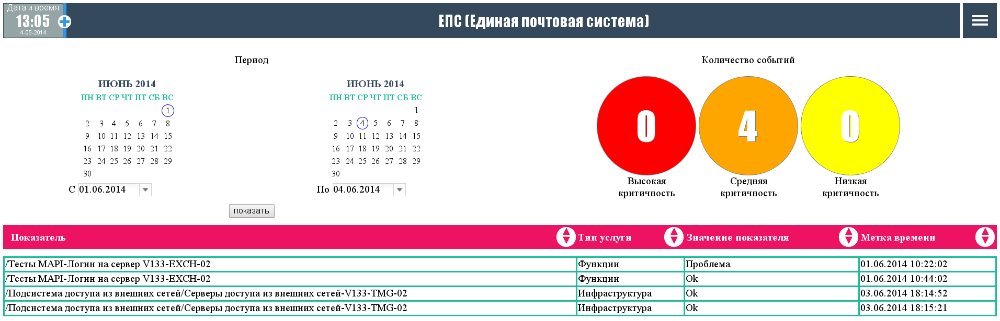 Дата и время
13:05
4-05-2014
ЕПС (Единая почтовая система)
Период
Количество событий
ИЮНЬ 2014
ПН ВТ СР ЧТ ПТ СБ ВС
1
2 3 4 5 6 7 8
9 10 11 12 13 14 15
16 17 18 19 20 21 22
23 24 25 26 27 28 29
30
С 01.06.2014
ИЮНЬ 2014
ПН ВТ СР ЧТ ПТ СБ ВС
1
2 3 4 5 6 7 8
9 10 11 12 13 14 15
16 17 18 19 20 21 22
23 24 25 26 27 28 29
30
По 04.06.2014
показать
0 4 0
Высокая
критичность
Средняя
критичность
Низкая
критичность
Показатель Тип услуги Значение показателя Метка времени
/Тесты MAPI-Логин на сервер V133-EXCH-02 Функции Проблема 01.06.2014 10:22:02
/Тесты MAPI-Логин на сервер V133-EXCH-02 Функции Ok 01.06.2014 10:44:02
/Подсистема доступа из внешних сетей/Серверы доступа из внешних сетей-V133-TMG-02 Инфраструктура Ok 03.06.2014 18:14:52
/Подсистема доступа из внешних сетей/Серверы доступа из внешних сетей-V133-TMG-02 Инфраструктура Ok 03.06.2014 18:15:21